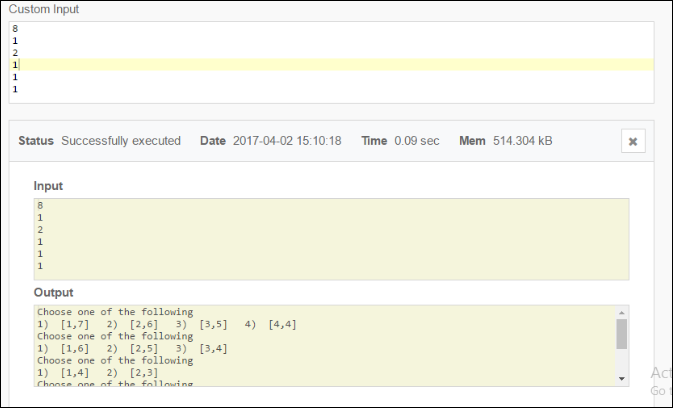 Custom Input
8
1
2
1
1
1
Status Successfully executed Date 2017-04-02 15:10:18 Time 0.09 sec Mem 514.304 kB ✖
Input
8
1
2
1
1
1
Output
Choose one of the following
1) [1,7] 2) [2,6] 3) [3,5] 4) [4,4]
Choose one of the following
1) [1,6] 2) [2,5] 3) [3,4]
Choose one of the following
1) [1,4] 2) [2,3]
Choose one of the following
Act
Go t